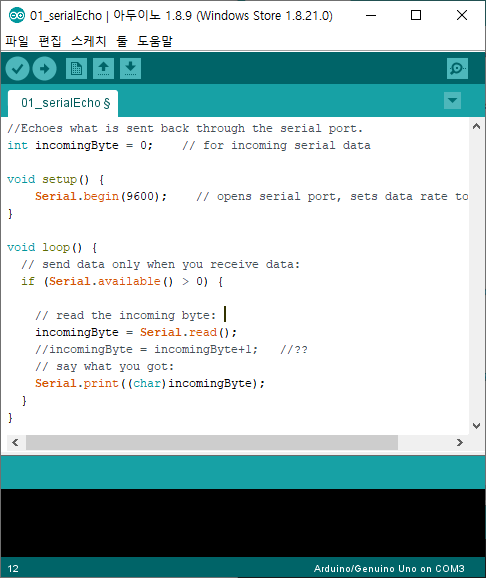 01_serialEcho | 아두이노 1.8.9 (Windows Store 1.8.21.0)
파일 편집 스케치 툴 도움말
01_serialEcho §
//Echoes what is sent back through the serial port.
int incomingByte = 0;    // for incoming serial data
void setup() {
    Serial.begin(9600);    // opens serial port, sets data rate to
}
void loop() {
  // send data only when you receive data:
  if (Serial.available() > 0) {
    // read the incoming byte:
    incomingByte = Serial.read();
    //incomingByte = incomingByte+1;   //??
    // say what you got:
    Serial.print((char)incomingByte);
  }
}
12 Arduino/Genuino Uno on COM3